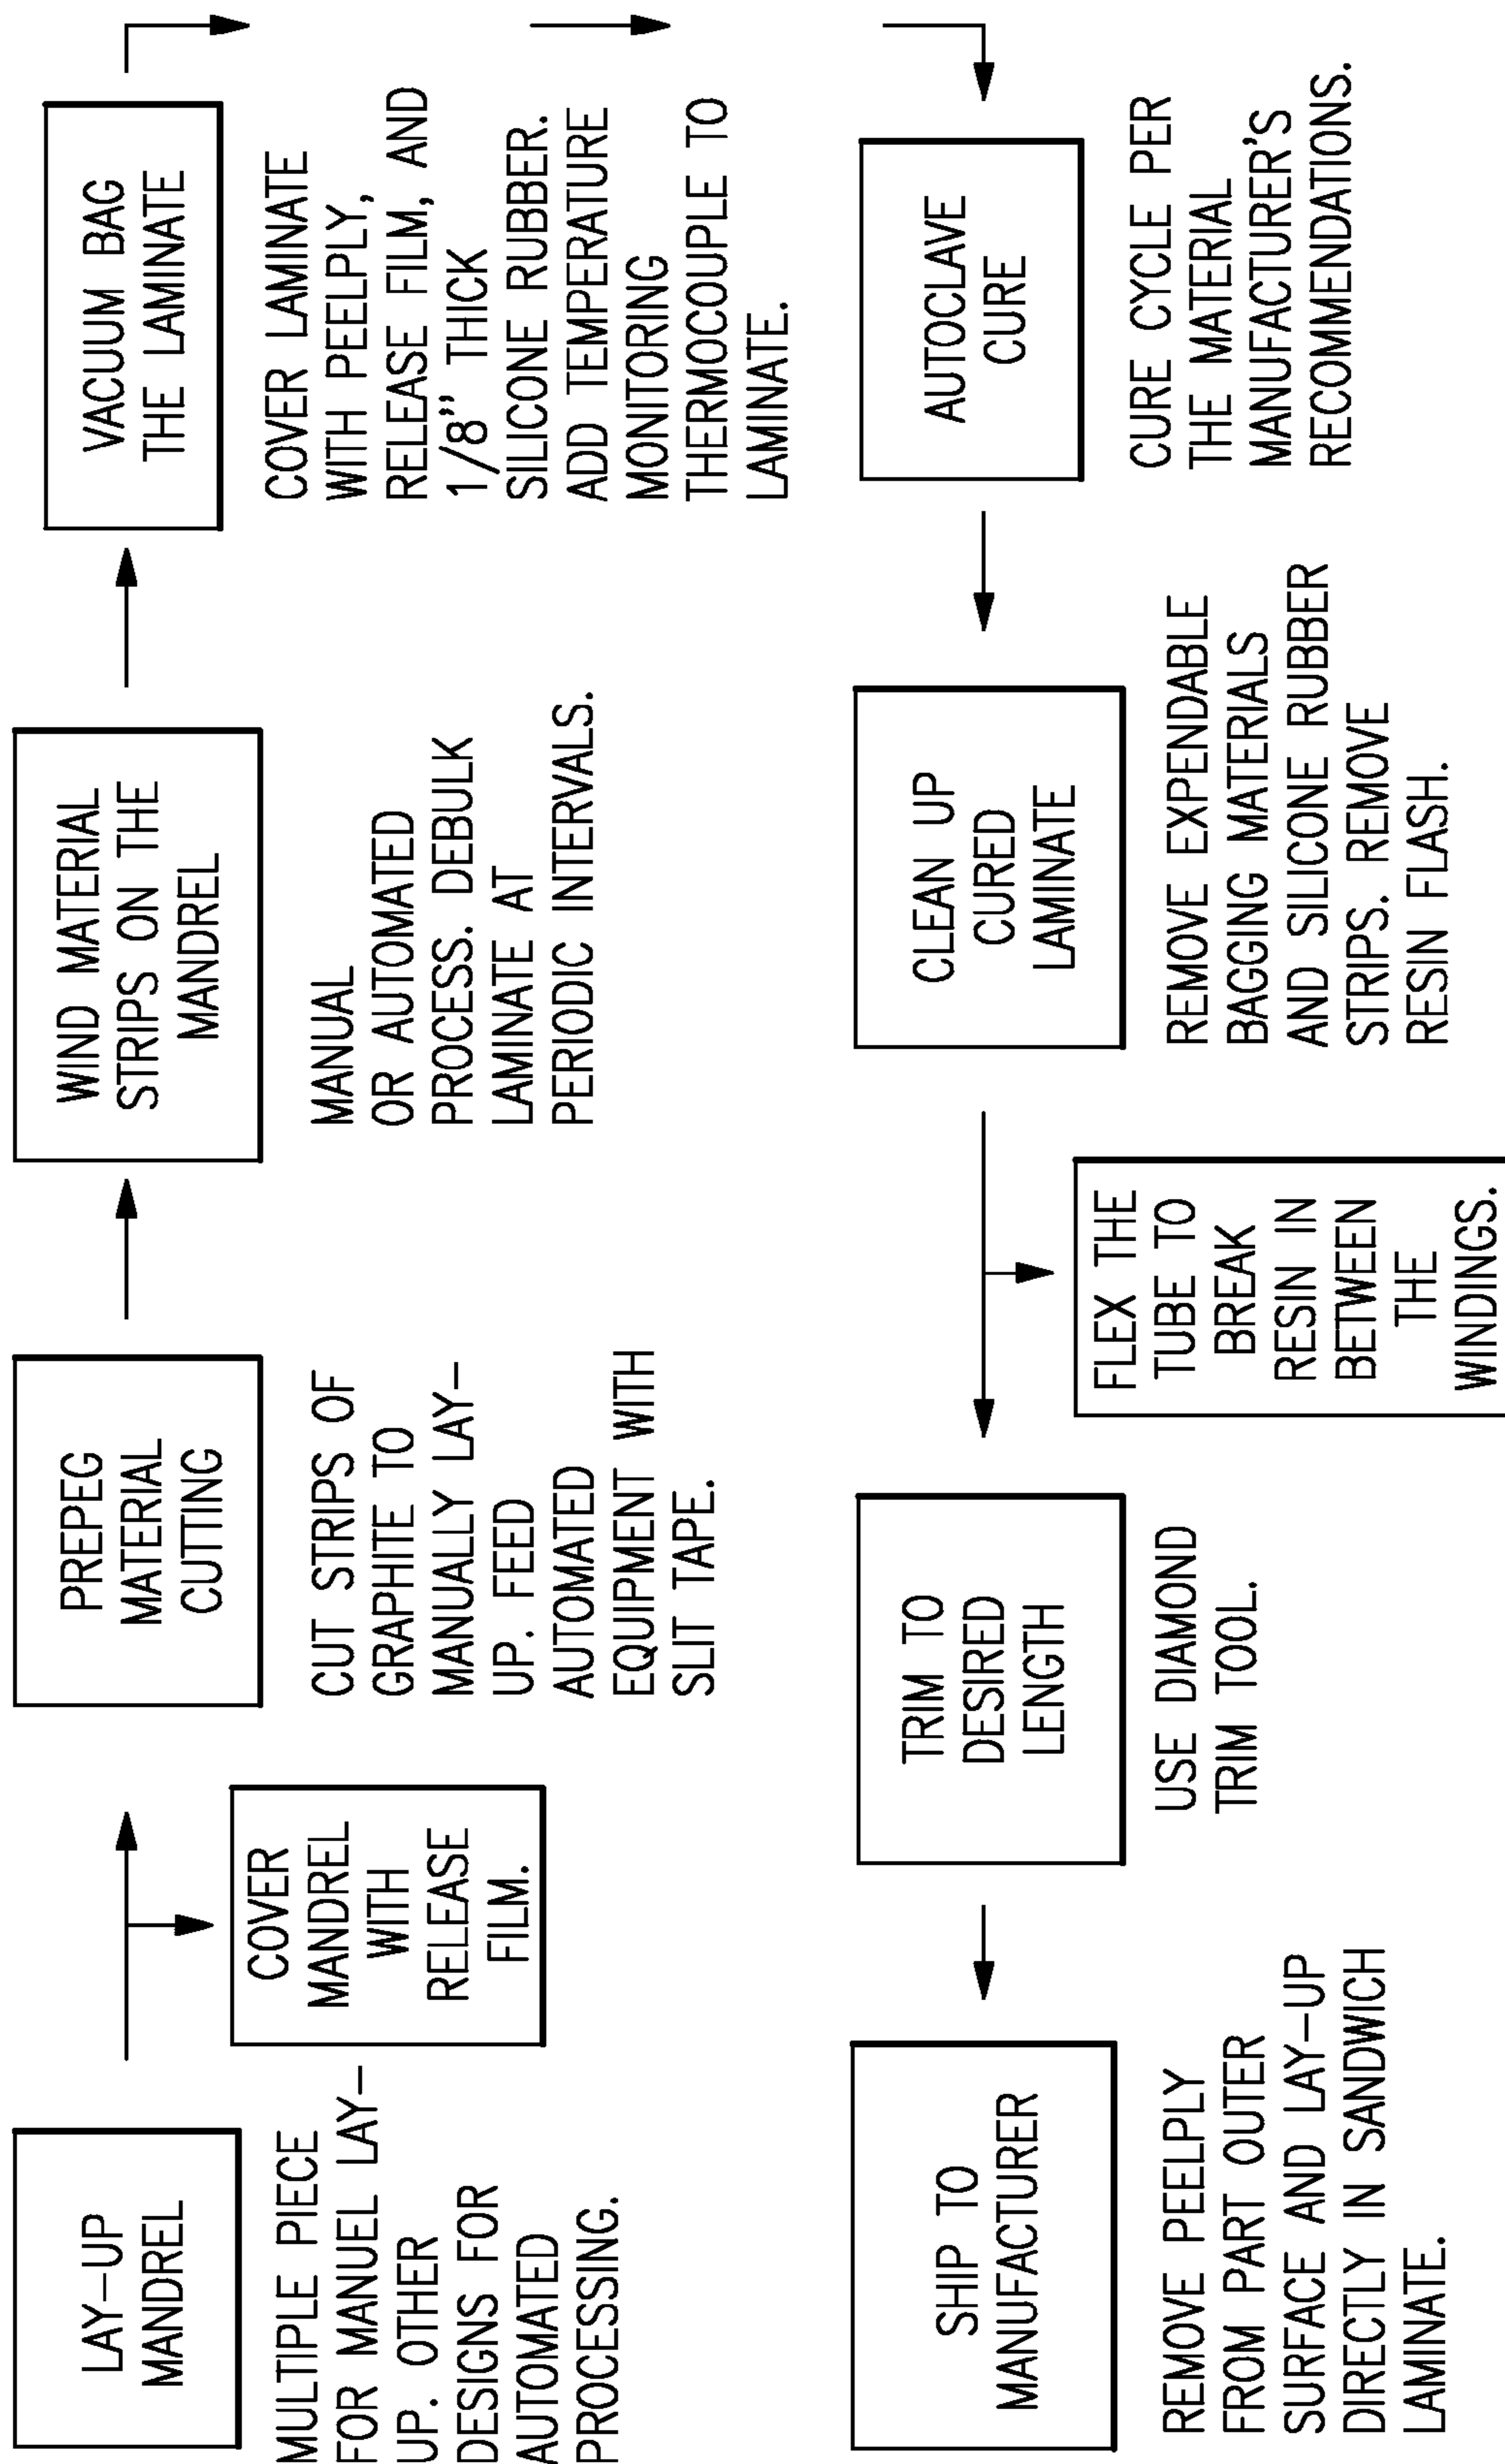 LAY-UP
MANDREL
MULTIPLE PIECE
FOR MANUEL LAY-
UP. OTHER
DESIGNS FOR
AUTOMATED
PROCESSING.
COVER
MANDREL
WITH
RELEASE
FILM.
PREPEG
MATERIAL
CUTTING
CUT STRIPS OF
GRAPHITE TO
MANUALLY LAY-
UP. FEED
AUTOMATED
EQUIPMENT WITH
SLIT TAPE.
WIND MATERIAL
STRIPS ON THE
MANDREL
MANUAL
OR AUTOMATED
PROCESS. DEBULK
LAMINATE AT
PERIODIC INTERVALS.
VACUUM BAG
THE LAMINATE
COVER LAMINATE
WITH PEELPLY,
RELEASE FILM, AND
1/8" THICK
SILICONE RUBBER.
ADD TEMPERATURE
MONITORING
THERMOCOUPLE TO
LAMINATE.
AUTOCLAVE
CURE
CURE CYCLE PER
THE MATERIAL
MANUFACTURER'S
RECOMMENDATIONS.
CLEAN UP
CURED
LAMINATE
REMOVE EXPENDABLE
BAGGING MATERIALS
AND SILICONE RUBBER
STRIPS. REMOVE
RESIN FLASH.
FLEX THE
TUBE TO
BREAK
RESIN IN
BETWEEN
THE
WINDINGS.
TRIM TO
DESIRED
LENGTH
USE DIAMOND
TRIM TOOL.
SHIP TO
MANUFACTURER
REMOVE PEELPLY
FROM PART OUTER
SURFACE AND LAY-UP
DIRECTLY IN SANDWICH
LAMINATE.